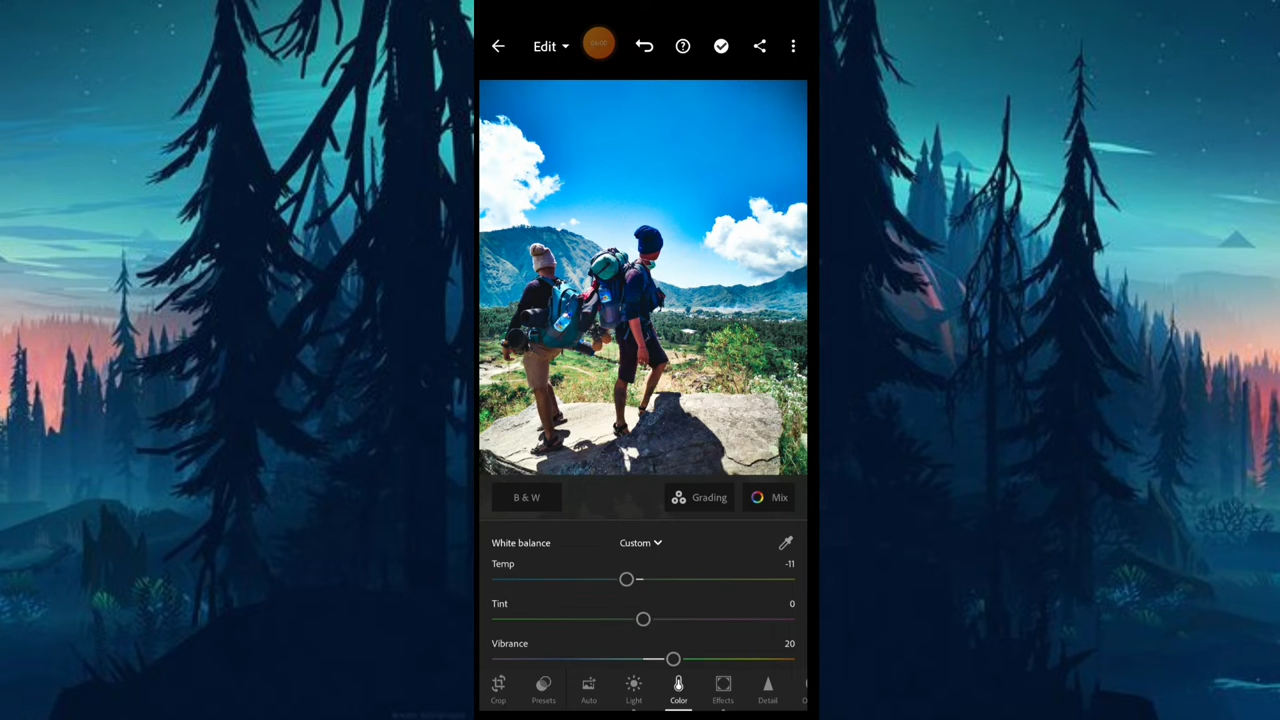 Edit
B & W
Grading
Mix
White balance
Custom
Temp
-11
Tint
0
Vibrance
20
Crop
Presets
Auto
Light
Color
Effects
Detail